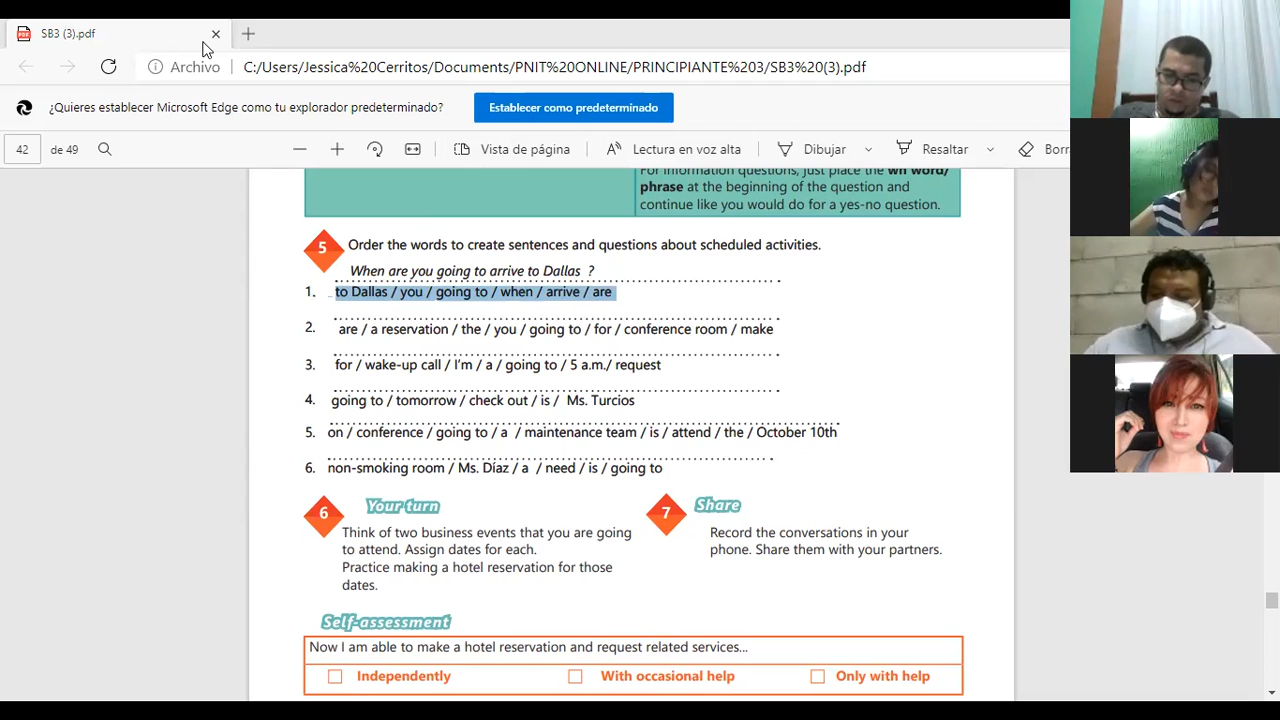 SB3 (3).pdf
Archivo
C:/Users/Jessica%20Cerritos/Documents/PNIT%20ONLINE/PRINCIPIANTE%203/SB3%20(3).pdf
¿Quieres establecer Microsoft Edge como tu explorador predeterminado?
Establecer como predeterminado
42 de 49
Vista de página
Lectura en voz alta
Dibujar
Resaltar
Borr
For information questions, just place the wh word/
phrase at the beginning of the question and
continue like you would do for a yes-no question.
5 Order the words to create sentences and questions about scheduled activities.
When are you going to arrive to Dallas ?
1. to Dallas / you / going to / when / arrive / are
2. are / a reservation / the / you / going to / for / conference room / make
3. for / wake-up call / I'm / a / going to / 5 a.m./ request
4. going to / tomorrow / check out / is / Ms. Turcios
5. on / conference / going to / a / maintenance team / is / attend / the / October 10th
6. non-smoking room / Ms. Díaz / a / need / is / going to
6 Your turn
Think of two business events that you are going
to attend. Assign dates for each.
Practice making a hotel reservation for those
dates.
7 Share
Record the conversations in your
phone. Share them with your partners.
Self-assessment
Now I am able to make a hotel reservation and request related services...
Independently
With occasional help
Only with help